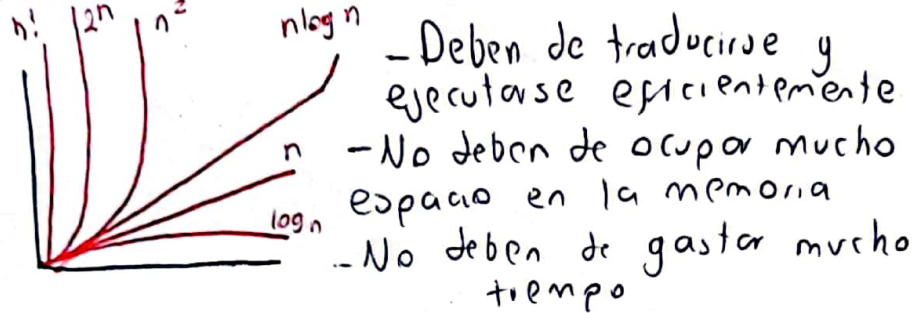 n!
2ⁿ
n²
nlog n
n
log n
- Deben de traducirse y
ejecutarse eficientemente
- No deben de ocupar mucho
espacio en la memoria
- No deben de gastar mucho
tiempo